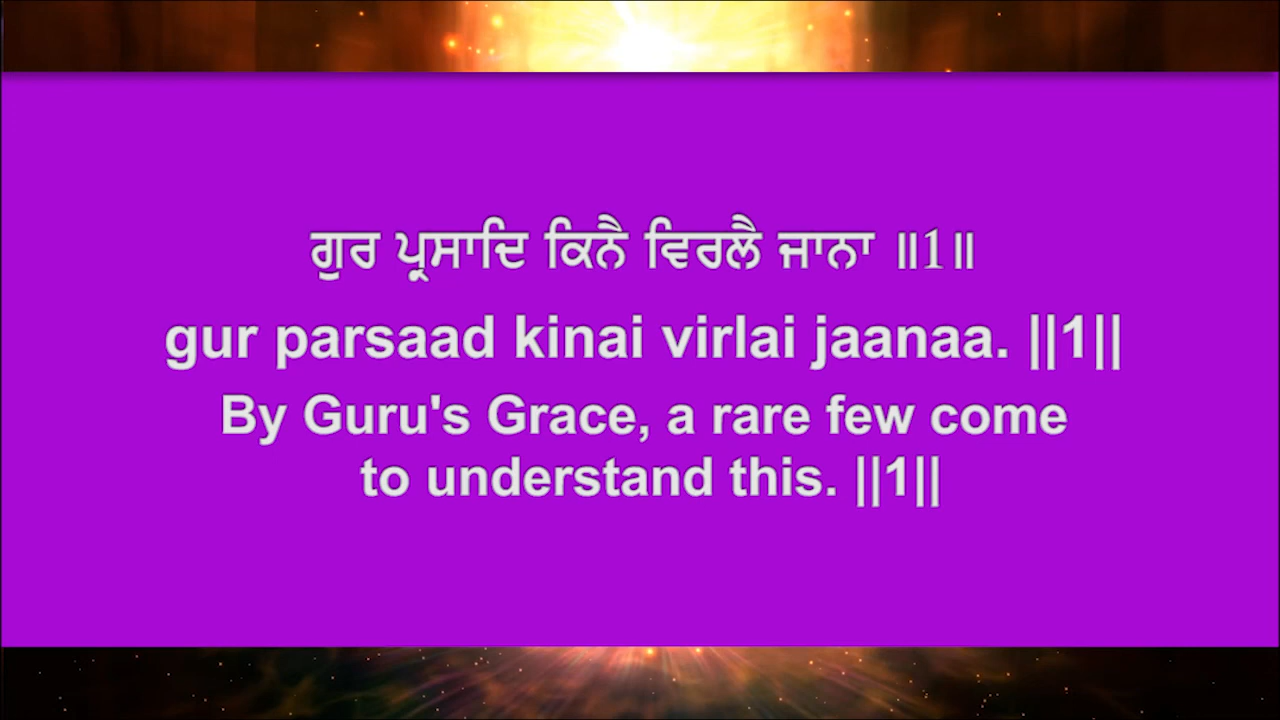 ਗੁਰ ਪ੍ਰਸਾਦਿ ਕਿਨੈ ਵਿਰਲੈ ਜਾਨਾ ॥1॥
gur parsaad kinai virlai jaanaa. ||1||
By Guru's Grace, a rare few come
to understand this. ||1||